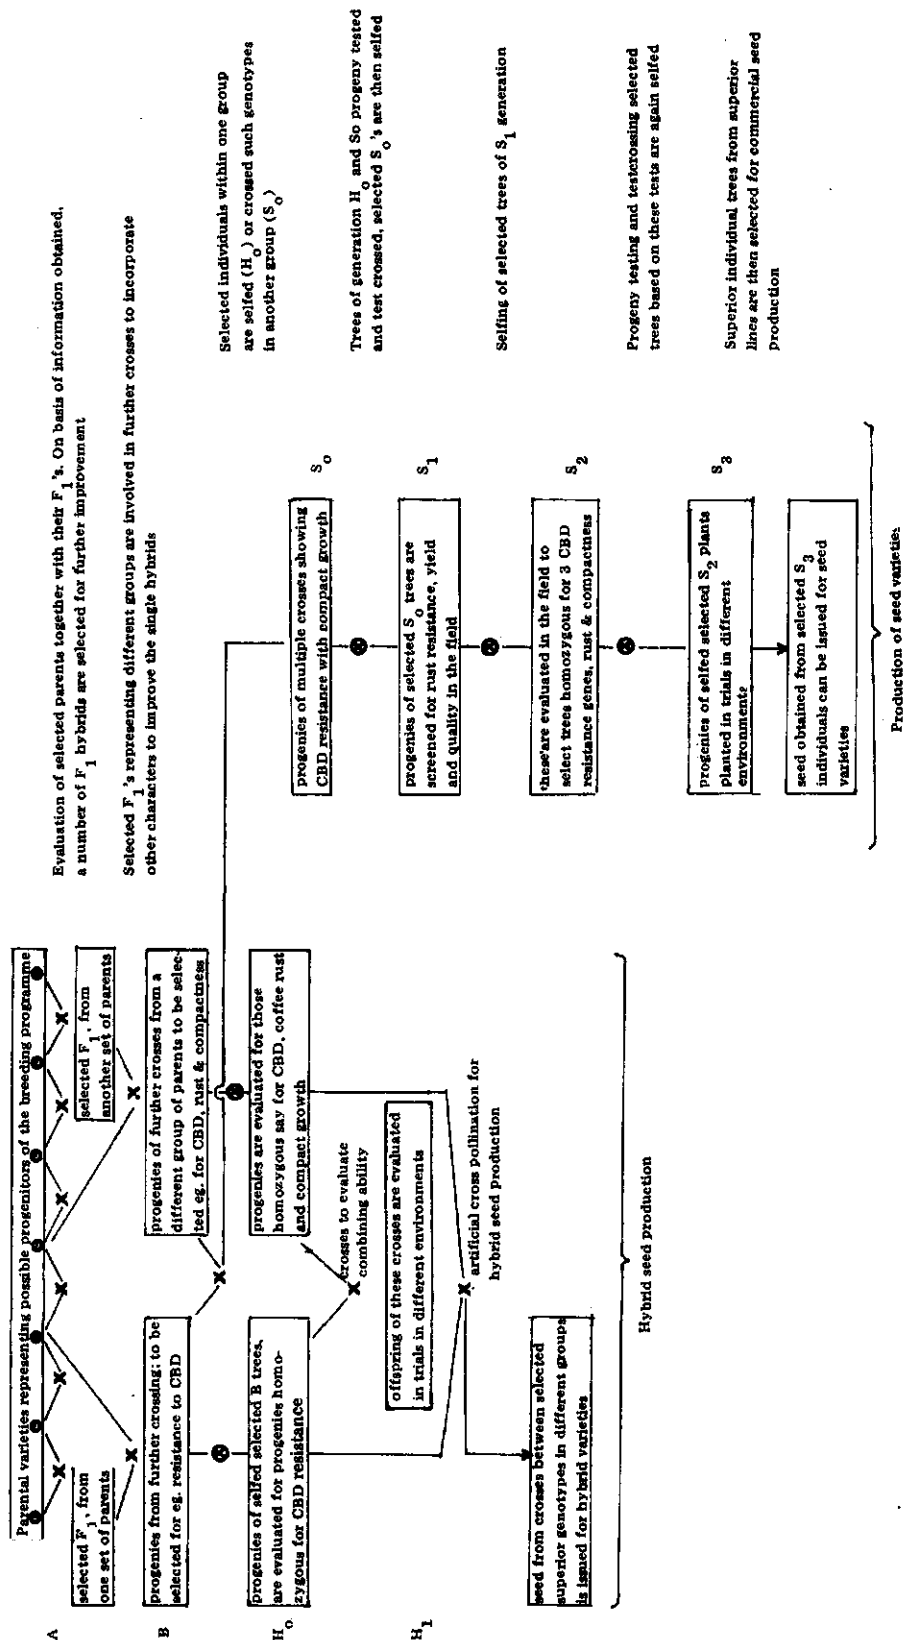 A
Parental varieties representing possible progenitors of the breeding programme
selected F1, from
one set of parents
selected F1, from
another set of parents
Evaluation of selected parents together with their F1's. On basis of information obtained,
a number of F1 hybrids are selected for further improvement
Selected F1's representing different groups are involved in further crosses to incorporate
other characters to improve the single hybrids
B
progenies from further crossing; to be
selected for eg. resistance to CBD
progenies of further crosses from a
different group of parents to be selec-
ted eg. for CBD, rust & compactness
Selected individuals within one group
are selfed (Ho) or crossed such genotypes
in another group (So)
Ho
progenies of selfed selected B trees,
are evaluated for progenies homo-
zygous for CBD resistance
progenies are evaluated for those
homozygous say for CBD, coffee rust
and compact growth
progenies of multiple crosses showing
CBD resistance with compact growth
So
Trees of generation Ho and So progeny tested
and test crossed, selected So's are then selfed
crosses to evaluate
combining ability
H1
offspring of these crosses are evaluated
in trials in different environments
progenies of selected So trees are
screened for rust resistance, yield
and quality in the field
S1
Selfing of selected trees of S1 generation
artificial cross pollination for
hybrid seed production
these are evaluated in the field to
select trees homozygous for 3 CBD
resistance genes, rust & compactness
S2
Progeny testing and testcrossing selected
trees based on these tests are again selfed
seed from crosses between selected
superior genotypes in different groups
is issued for hybrid varieties
progenies of selfed selected S2 plants
planted in trials in different
environments
S3
Superior individual trees from superior
lines are then selected for commercial seed
production
seed obtained from selected S3
individuals can be issued for seed
varieties
Hybrid seed production
Production of seed varieties